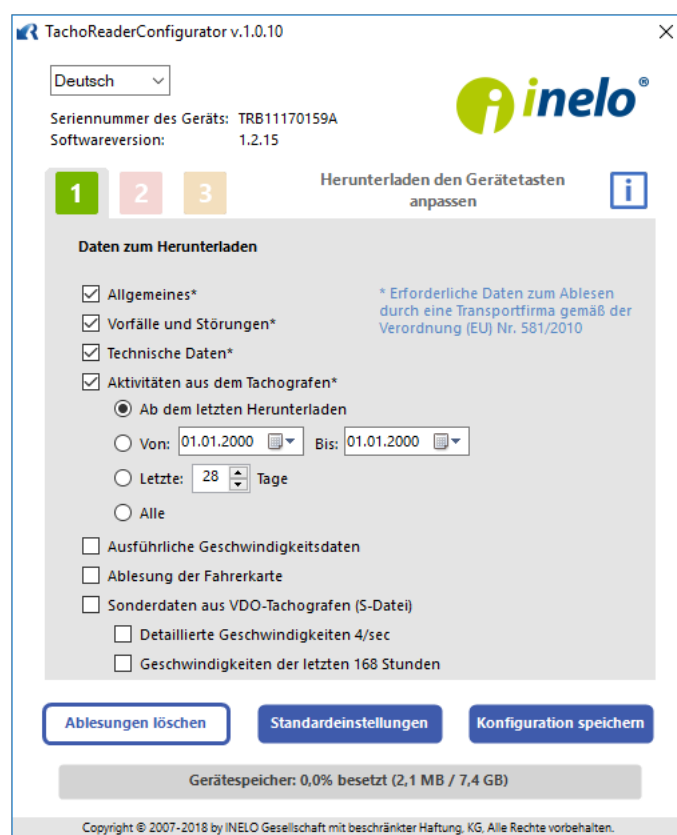 TachoReaderConfigurator v.1.0.10
Deutsch
inelo®
Seriennummer des Geräts: TRB11170159A
Softwareversion: 1.2.15
1 2 3
Herunterladen den Gerätetasten
anpassen
i
Daten zum Herunterladen
Allgemeines*
* Erforderliche Daten zum Ablesen
durch eine Transportfirma gemäß der
Verordnung (EU) Nr. 581/2010
Vorfälle und Störungen*
Technische Daten*
Aktivitäten aus dem Tachografen*
Ab dem letzten Herunterladen
Von: 01.01.2000 Bis: 01.01.2000
Letzte: 28 Tage
Alle
Ausführliche Geschwindigkeitsdaten
Ablesung der Fahrerkarte
Sonderdaten aus VDO-Tachografen (S-Datei)
Detaillierte Geschwindigkeiten 4/sec
Geschwindigkeiten der letzten 168 Stunden
Ablesungen löschen Standardeinstellungen Konfiguration speichern
Gerätespeicher: 0,0% besetzt (2,1 MB / 7,4 GB)
Copyright © 2007-2018 by INELO Gesellschaft mit beschränkter Haftung, KG, Alle Rechte vorbehalten.